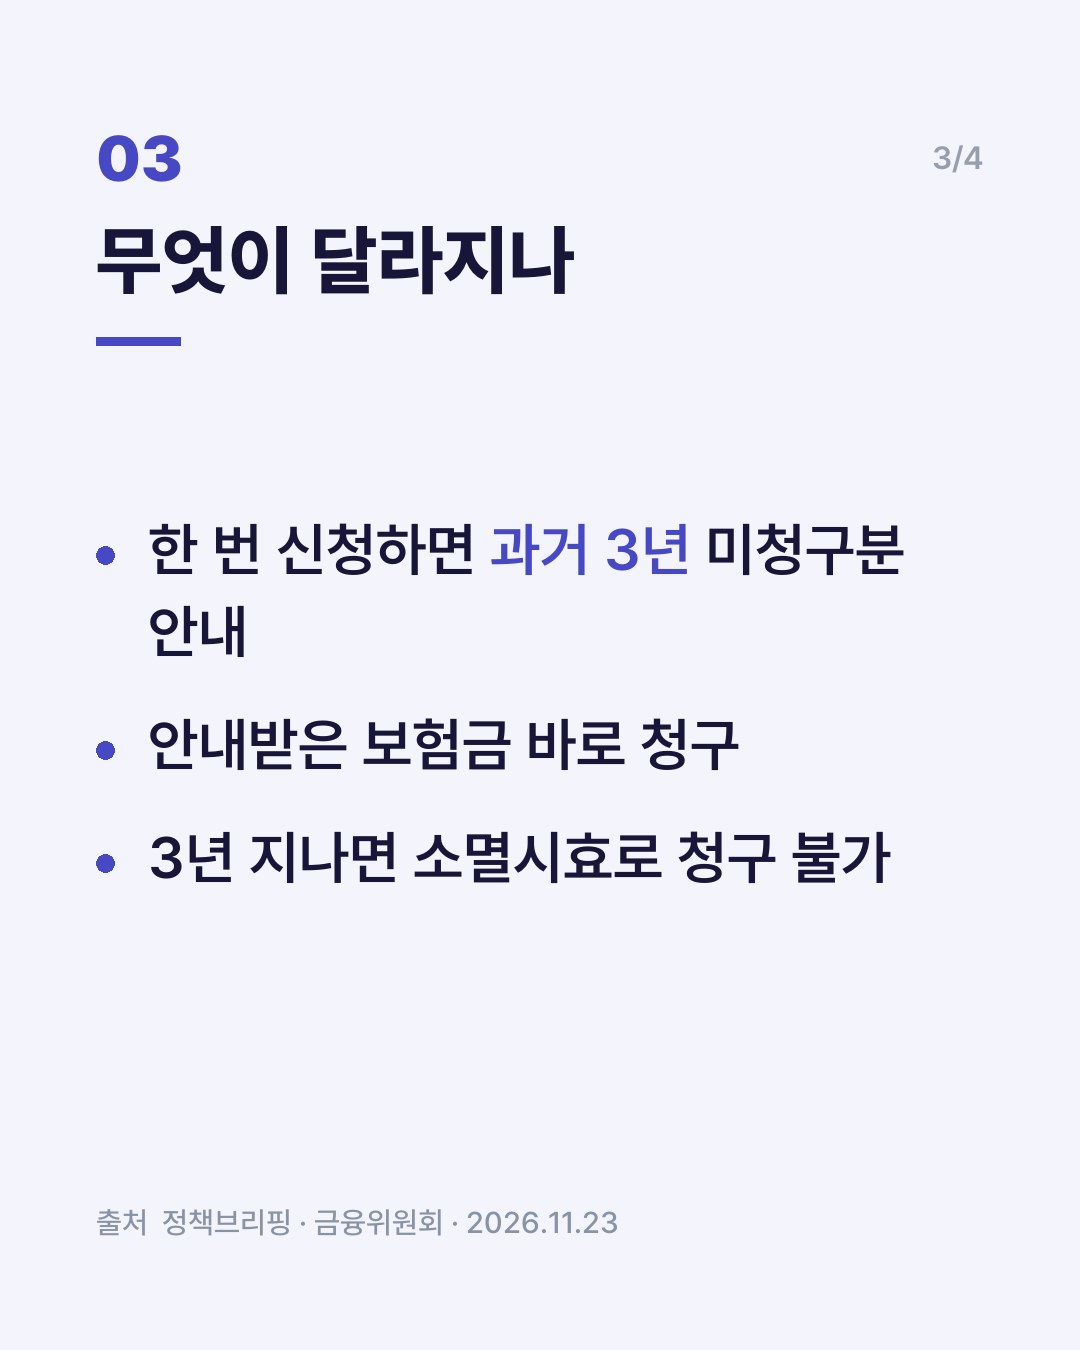 03
3/4
무엇이 달라지나
한 번 신청하면 과거 3년 미청구분
안내
안내받은 보험금 바로 청구
3년 지나면 소멸시효로 청구 불가
출처 정책브리핑 · 금융위원회 · 2026.11.23